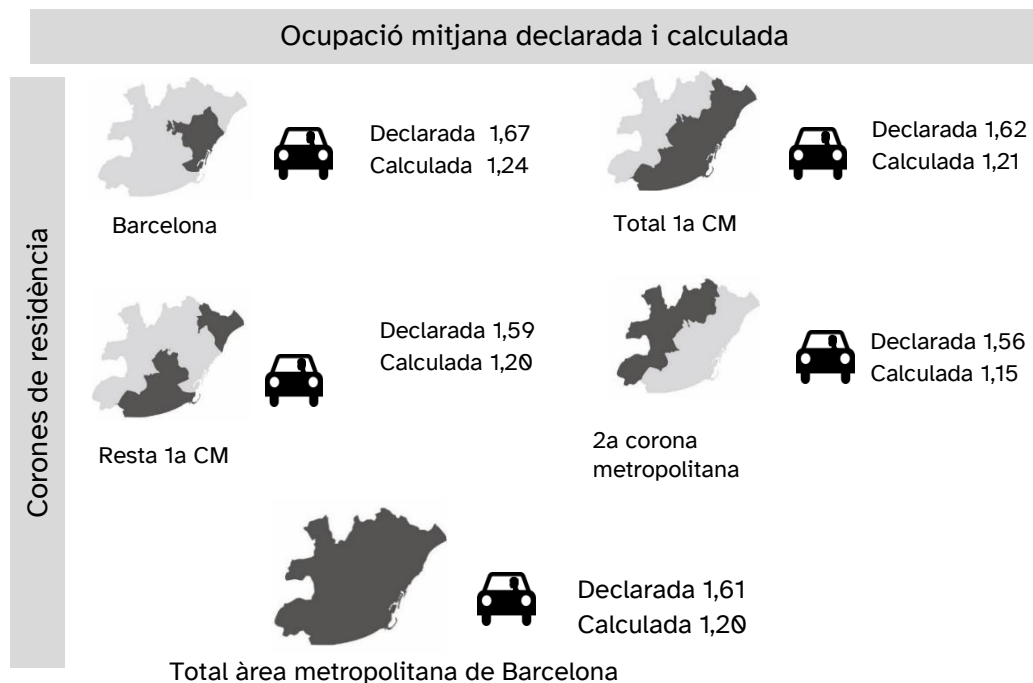 Ocupació mitjana declarada i calculada
Corones de residència
Declarada 1,67
Calculada 1,24
Barcelona
Declarada 1,62
Calculada 1,21
Total 1a CM
Declarada 1,59
Calculada 1,20
Resta 1a CM
Declarada 1,56
Calculada 1,15
2a corona
metropolitana
Declarada 1,61
Calculada 1,20
Total àrea metropolitana de Barcelona